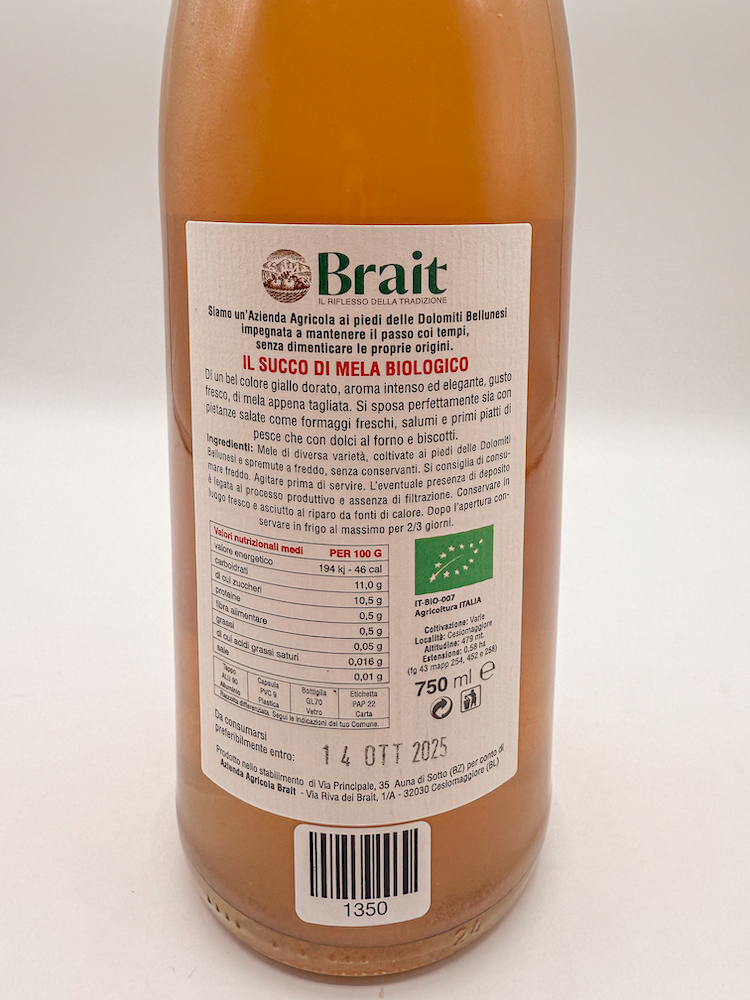 Brait
IL RIFLESSO DELLA TRADIZIONE
Siamo un'Azienda Agricola ai piedi delle Dolomiti Bellunesi
impegnata a mantenere il passo coi tempi,
senza dimenticare le proprie origini.
IL SUCCO DI MELA BIOLOGICO
Di un bel colore giallo dorato, aroma intenso ed elegante, gusto
fresco, di mela appena tagliata. Si sposa perfettamente sia con
pietanze salate come formaggi freschi, salumi e primi piatti di
pesce che con dolci al forno e biscotti.
Ingredienti: Mele di diversa varietà, coltivate ai piedi delle Dolomiti
Bellunesi e spremute a freddo, senza conservanti. Si consiglia di consu-
mare freddo. Agitare prima di servire. L'eventuale presenza di deposito
è legata al processo produttivo e assenza di filtrazione. Conservare in
luogo fresco e asciutto al riparo da fonti di calore. Dopo l'apertura con-
servare in frigo al massimo per 2/3 giorni.
Valori nutrizionali medi PER 100 G
valore energetico 194 kj - 46 cal
carboidrati 11,0 g
di cui zuccheri 10,5 g
proteine 0,5 g
fibra alimentare 0,5 g
grassi 0,05 g
di cui acidi grassi saturi 0,016 g
sale 0,01 g
Tappo Capsula Bottiglia Etichetta
ALU 90 PVC 9 GL70 PAP 22
Alluminio Plastica Vetro Carta
Raccolta differenziata. Segui le indicazioni del tuo Comune.
IT-BIO-007
Agricoltura ITALIA
Coltivazione: Varie
Località: Cesiomaggiore
Altitudine: 479 mt.
Estensione: 0,58 hs
(fg 43 mapp 254, 452 e 258)
750 ml e
Da consumarsi
preferibilmente entro: 14 OTT 2025
Prodotto nello stabilimento di Via Principale, 35 Auna di Sotto (BZ) per conto di
Azienda Agricola Brait - Via Riva dei Brait, 1/A - 32030 Cesiomaggiore (BL)
1350
24